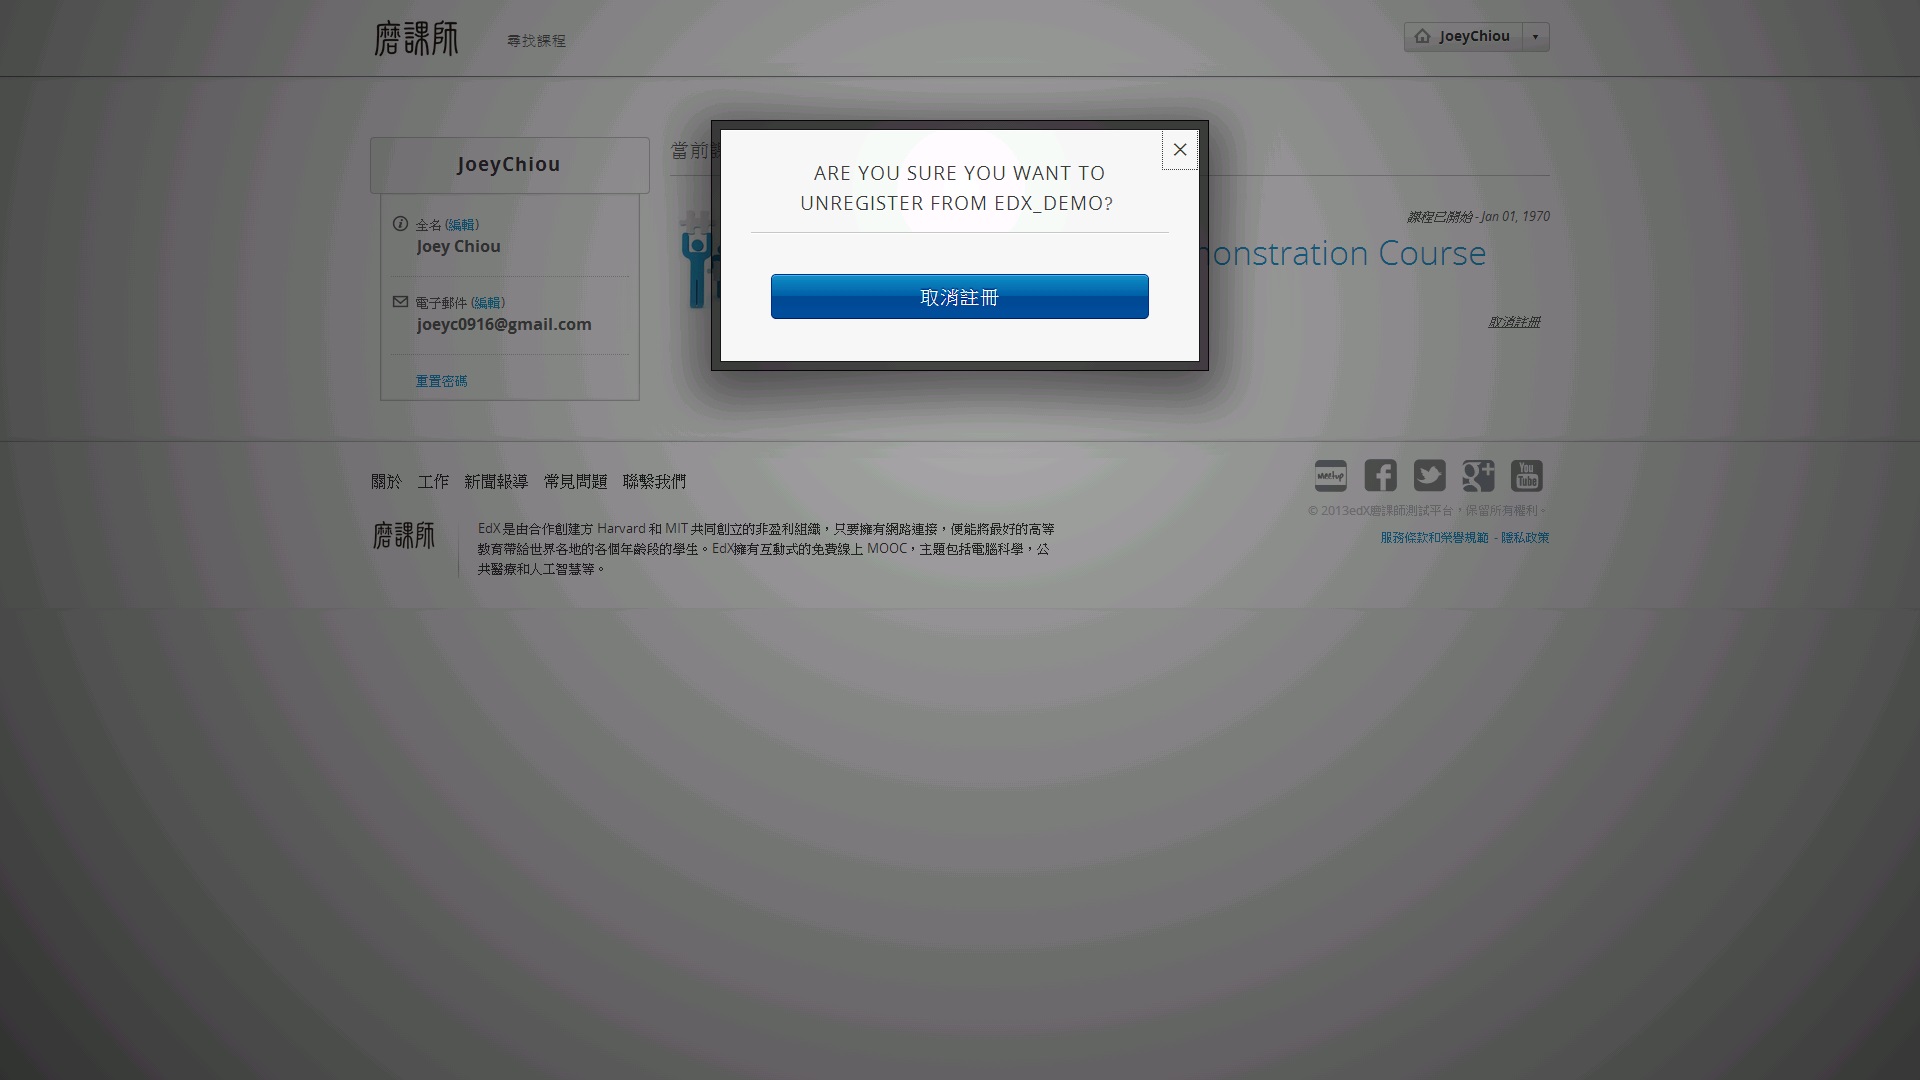 磨課師
尋找課程
JoeyChiou
JoeyChiou
當前
ARE YOU SURE YOU WANT TO
UNREGISTER FROM EDX_DEMO?
取消註冊
全名 (編輯)
Joey Chiou
電子郵件 (編輯)
joeyc0916@gmail.com
重置密碼
課程已開始 - Jan 01, 1970
onstration Course
取消註冊
關於 工作 新聞報導 常見問題 聯繫我們
meetup
You
Tube
© 2013edX磨課師測試平台，保留所有權利。
服務條款和榮譽規範 - 隱私政策
磨課師
EdX 是由合作創建方 Harvard 和 MIT 共同創立的非盈利組織，只要擁有網路連接，便能將最好的高等
教育帶給世界各地的各個年齡段的學生。EdX擁有互動式的免費線上 MOOC，主題包括電腦科學，公
共醫療和人工智慧等。